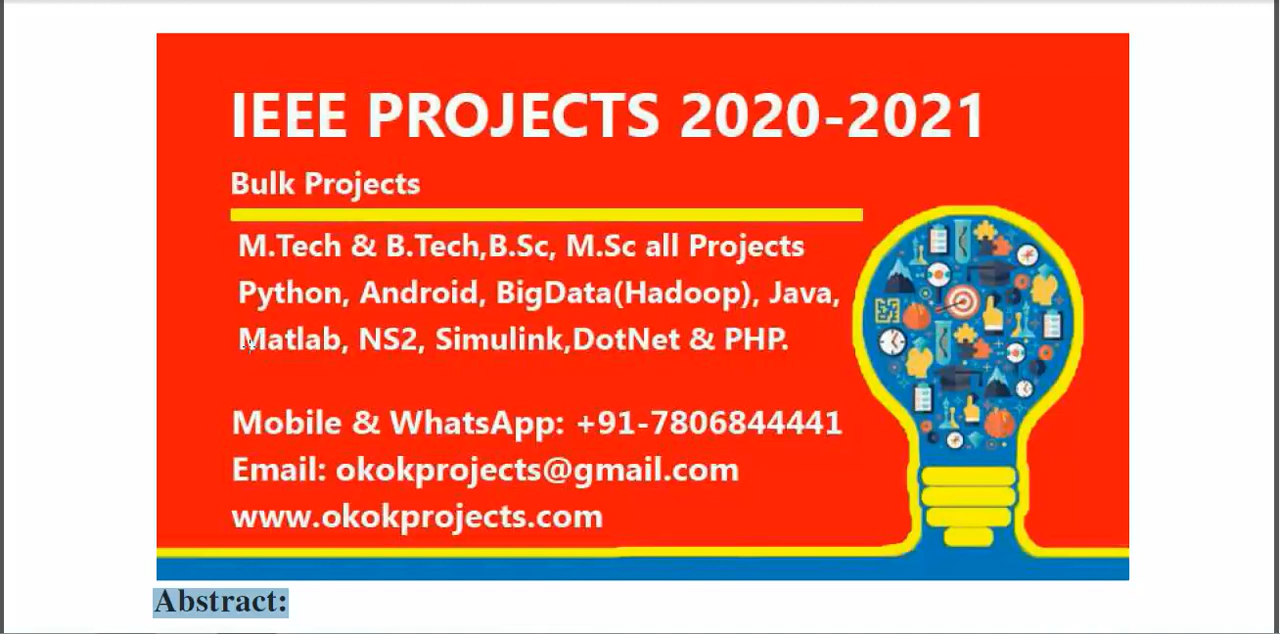 IEEE PROJECTS 2020-2021
Bulk Projects
M.Tech & B.Tech,B.Sc, M.Sc all Projects
Python, Android, BigData(Hadoop), Java,
Matlab, NS2, Simulink,DotNet & PHP.
Mobile & WhatsApp: +91-7806844441
Email: okokprojects@gmail.com
www.okokprojects.com
Abstract: